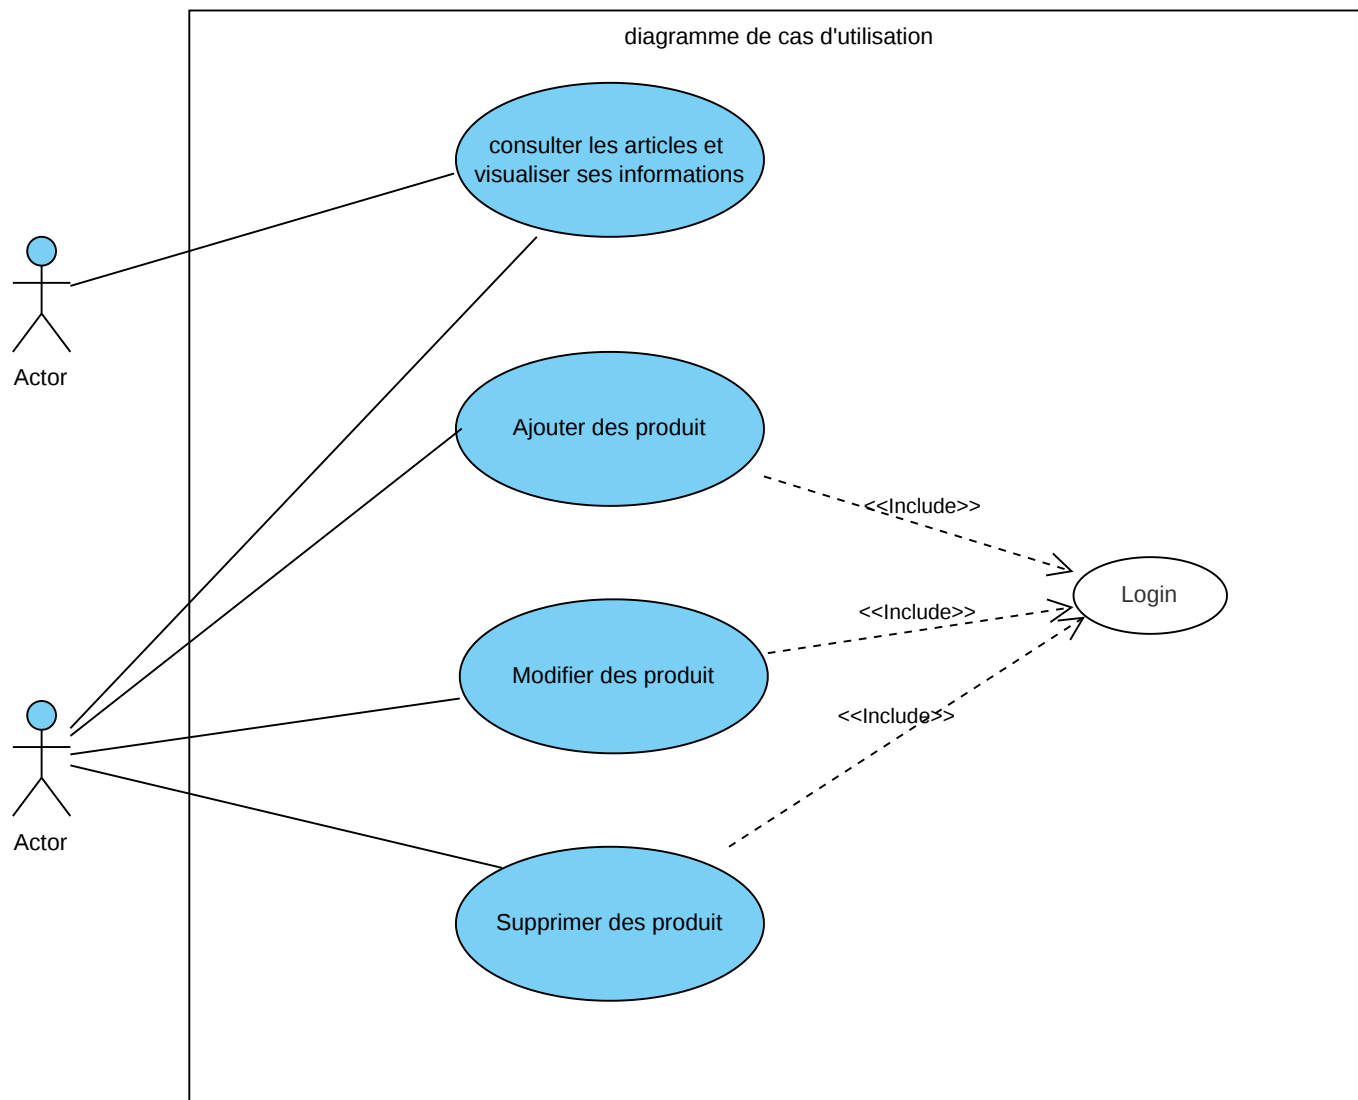 diagramme de cas d'utilisation
consulter les articles et
visualiser ses informations
Actor
Ajouter des produit
<<Include>>
Login
<<Include>>
Modifier des produit
<<Include>>
Actor
Supprimer des produit